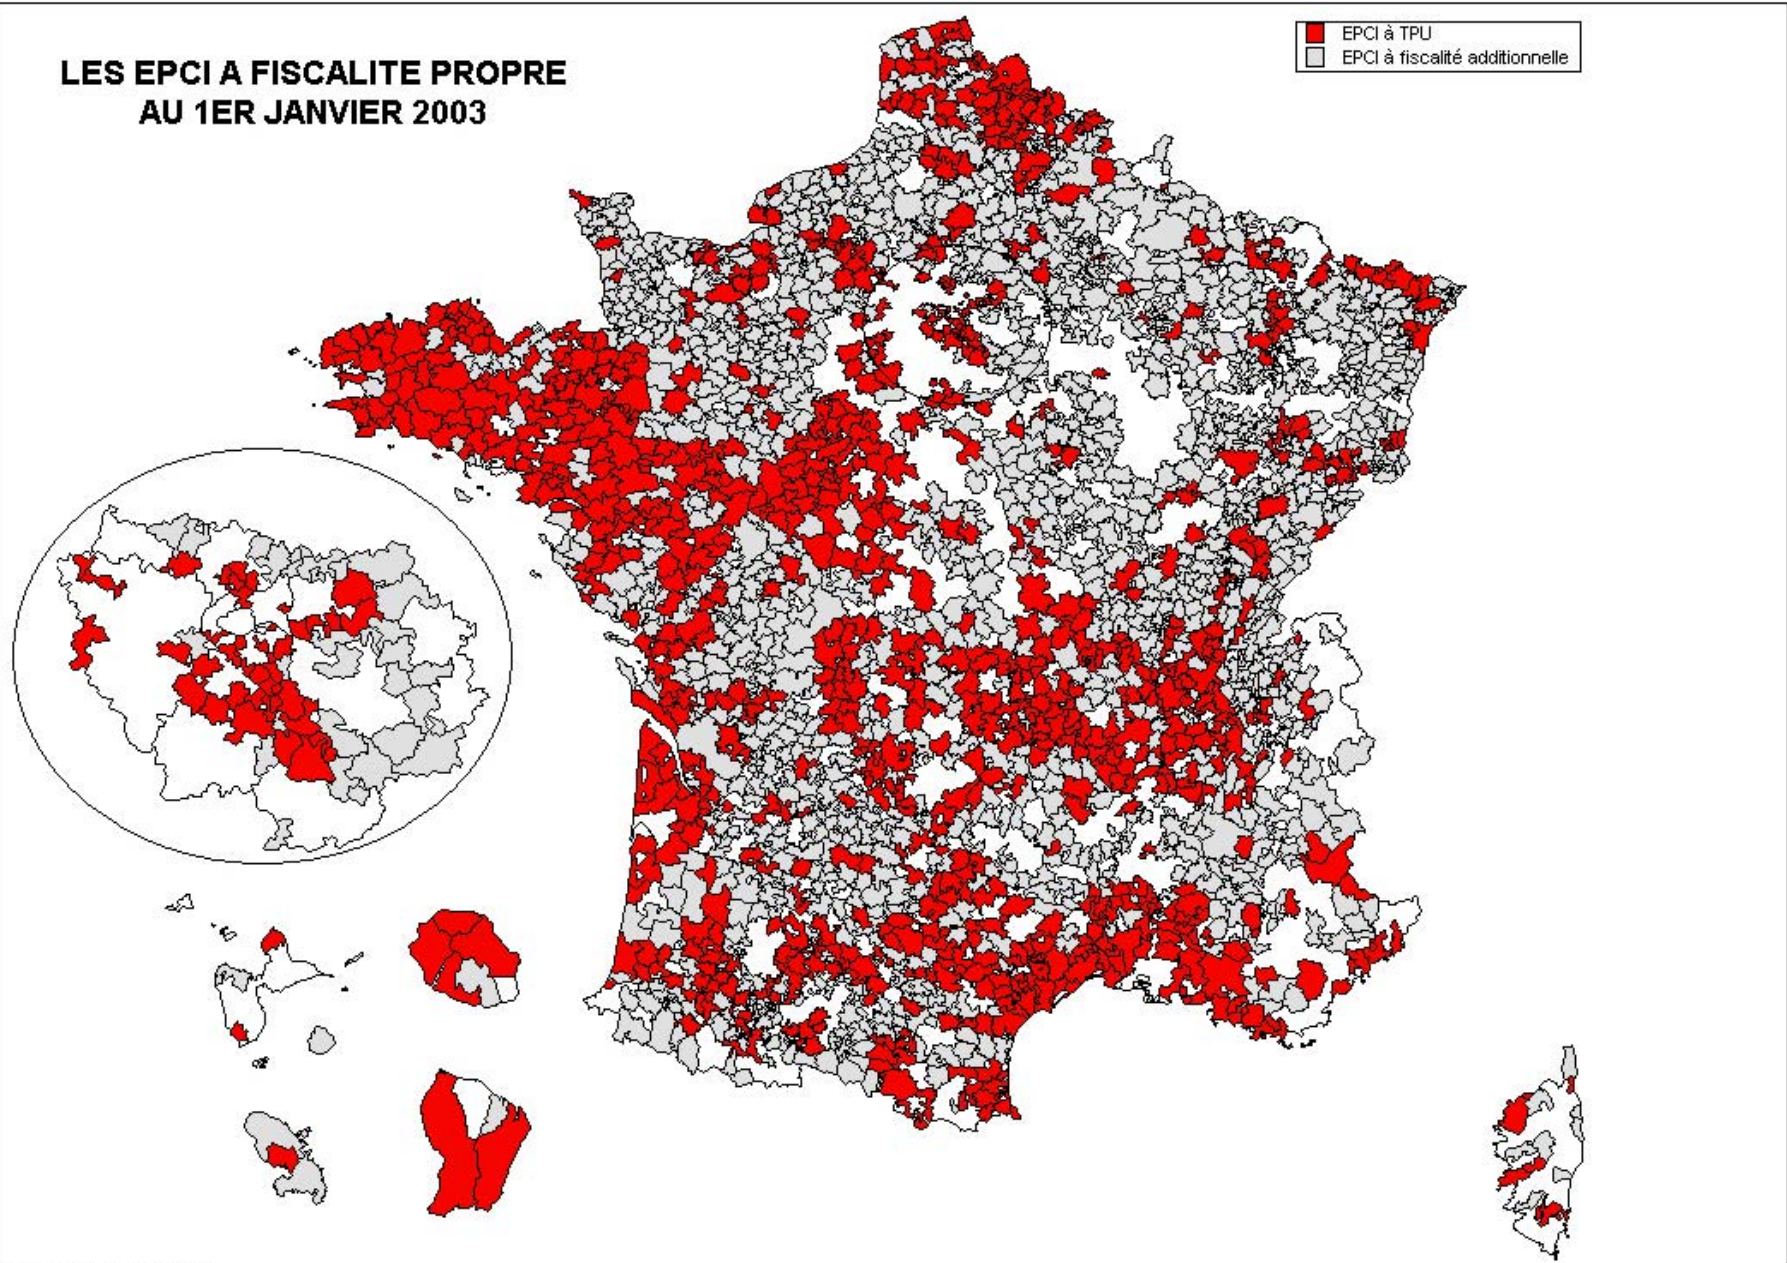 LES EPCI A FISCALITE PROPRE
AU 1ER JANVIER 2003
EPCI à TPU
EPCI à fiscalité additionnelle